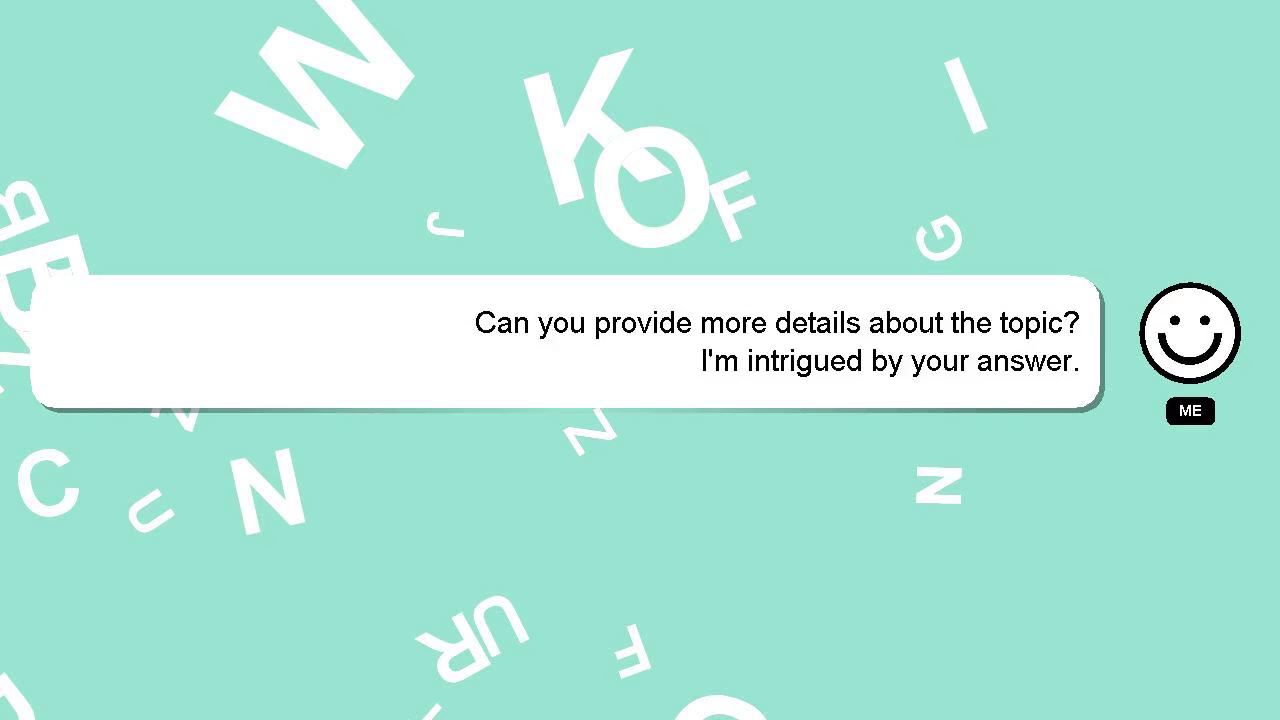 W
K
O
F
I
J
G
R
Can you provide more details about the topic?
I'm intrigued by your answer.
ME
Z
C
U
N
Z
N
U
R
F